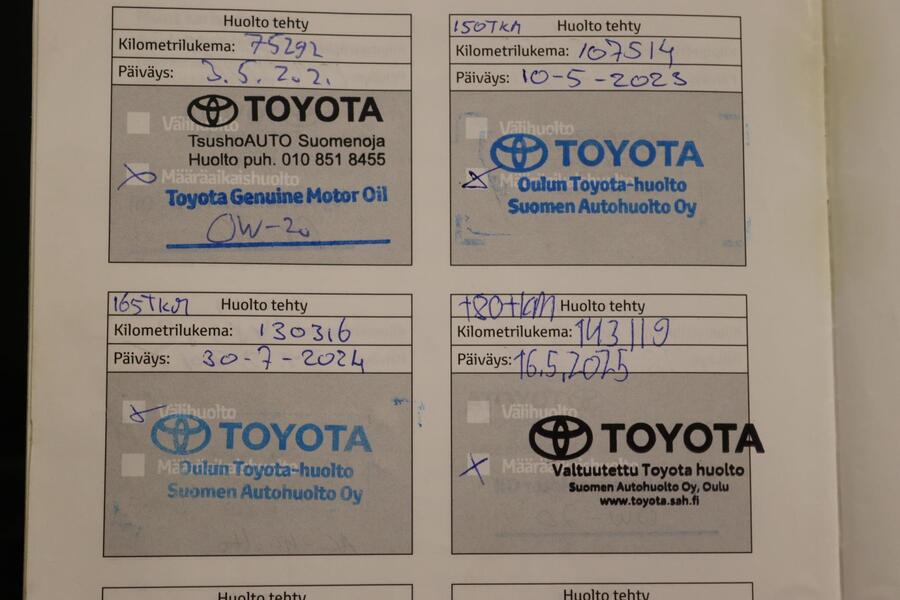 Huolto tehty
Kilometrilukema: 75292
Päiväys: 3.5.2.2.
Välihuolto
TOYOTA
TsushoAUTO Suomenoja
Huolto puh. 010 851 8455
Määräaikaishuolto
Toyota Genuine Motor Oil
0W-20
150Tkm Huolto tehty
Kilometrilukema: 107514
Päiväys: 10-5-2023
Välihuolto
TOYOTA
Oulun Toyota-huolto
Suomen Autohuolto Oy
165Tkm Huolto tehty
Kilometrilukema: 130316
Päiväys: 30-7-2024
Välihuolto
TOYOTA
Määräaikaishuolto
Oulun Toyota-huolto
Suomen Autohuolto Oy
180tkm Huolto tehty
Kilometrilukema: 143119
Päiväys: 16.5.2025
Välihuolto
TOYOTA
Määräaikaishuolto
Valtuutettu Toyota huolto
Suomen Autohuolto Oy, Oulu
www.toyota.sah.fi
Huolto tehty
Huolto tehty